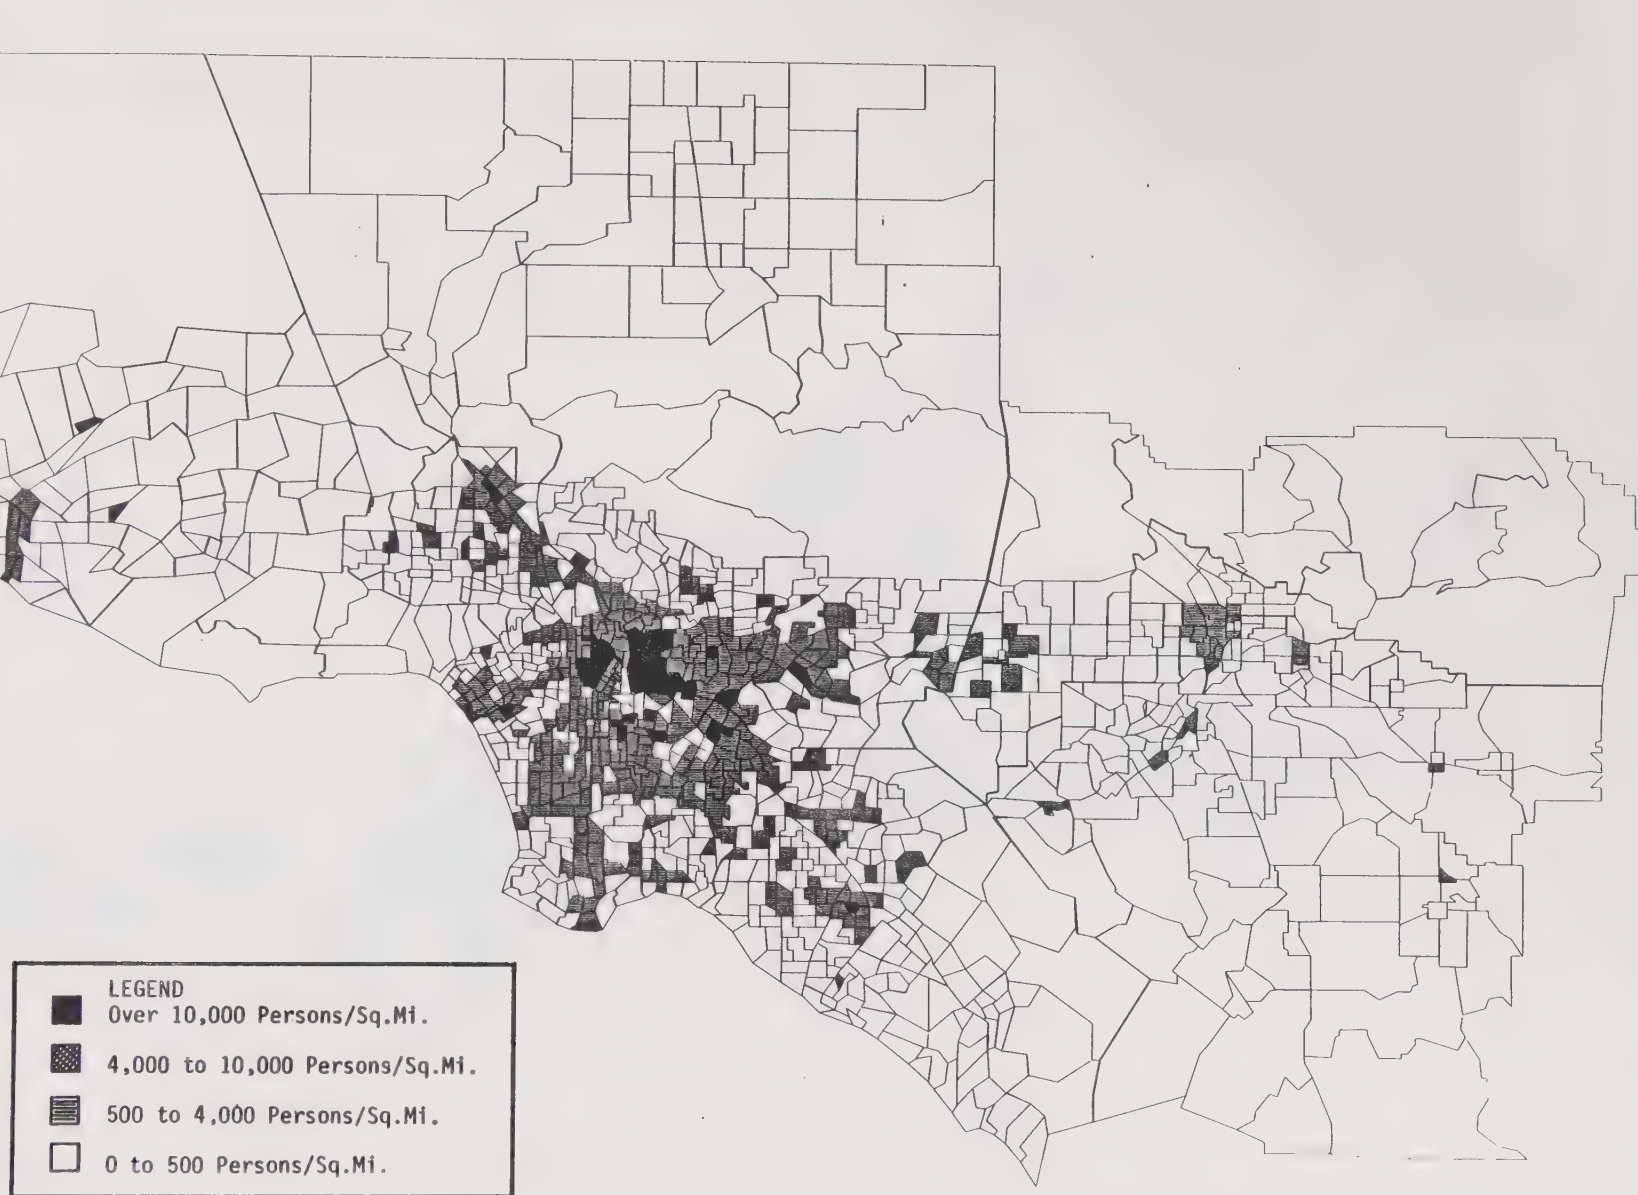 LEGEND
Over 10,000 Persons/Sq.Mi.
4,000 to 10,000 Persons/Sq.Mi.
500 to 4,000 Persons/Sq.Mi.
0 to 500 Persons/Sq.Mi.